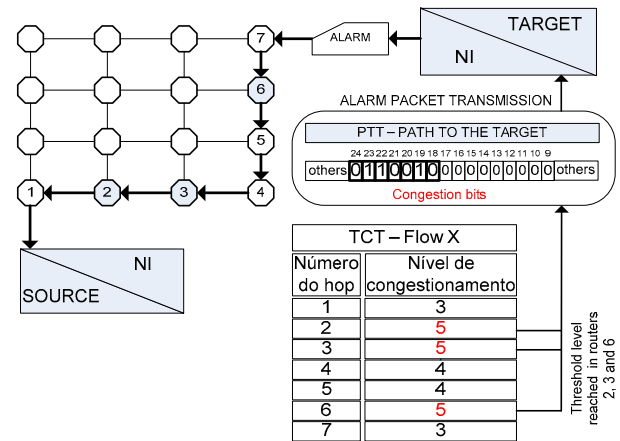 TARGET
NI
ALARM
7
6
5
1 2 3 4
NI
SOURCE
ALARM PACKET TRANSMISSION
PTT – PATH TO THE TARGET
24 23 22 21 20 19 18 17 16 15 14 13 12 11 10 9
others 0 1 1 0 0 1 0 0 0 0 0 0 0 0 0 0 others
Congestion bits
TCT – Flow X
Número do hop
Nível de congestionamento
1 3
2 5
3 5
4 4
5 4
6 5
7 3
Threshold level
reached in routers
2, 3 and 6